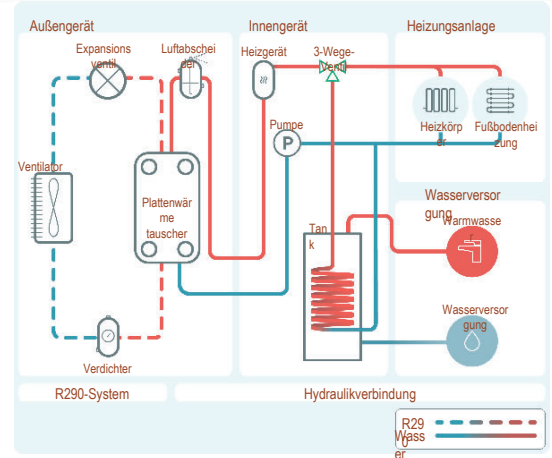 Außengerät
Innengerät
Heizungsanlage
Expansions
ventil
Luftabschei
der
Heizgerät
3-Wege-
Ventil
Pumpe
P
Heizkörp
er
Fußbodenhei
zung
Ventilator
Plattenwär
me
tauscher
Wasserversor
gung
Warmwasse
r
Tan
k
Wasserversor
gung
Verdichter
R290-System
Hydraulikverbindung
R29
0
Wass
er